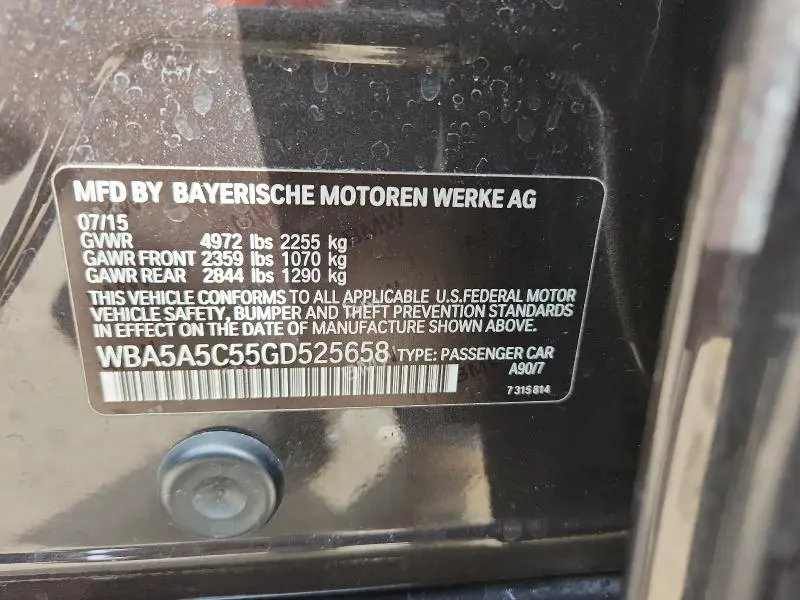 MFD BY BAYERISCHE MOTOREN WERKE AG
07/15
GVWR 4972 lbs 2255 kg
GAWR FRONT 2359 lbs 1070 kg
GAWR REAR 2844 lbs 1290 kg
THIS VEHICLE CONFORMS TO ALL APPLICABLE U.S.FEDERAL MOTOR
VEHICLE SAFETY, BUMPER AND THEFT PREVENTION STANDARDS
IN EFFECT ON THE DATE OF MANUFACTURE SHOWN ABOVE.
WBA5A5C55GD525658 TYPE: PASSENGER CAR
A90/7
7 315 814